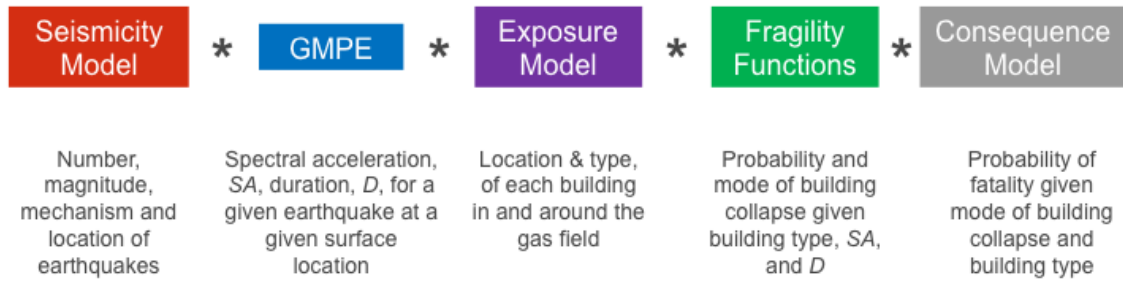 Seismicity
Model
*
GMPE
*
Exposure
Model
*
Fragility
Functions
*
Consequence
Model
Number,
magnitude,
mechanism and
location of
earthquakes
Spectral acceleration,
SA, duration, D, for a
given earthquake at a
given surface
location
Location & type,
of each building
in and around the
gas field
Probability and
mode of building
collapse given
building type, SA,
and D
Probability of
fatality given
mode of building
collapse and
building type